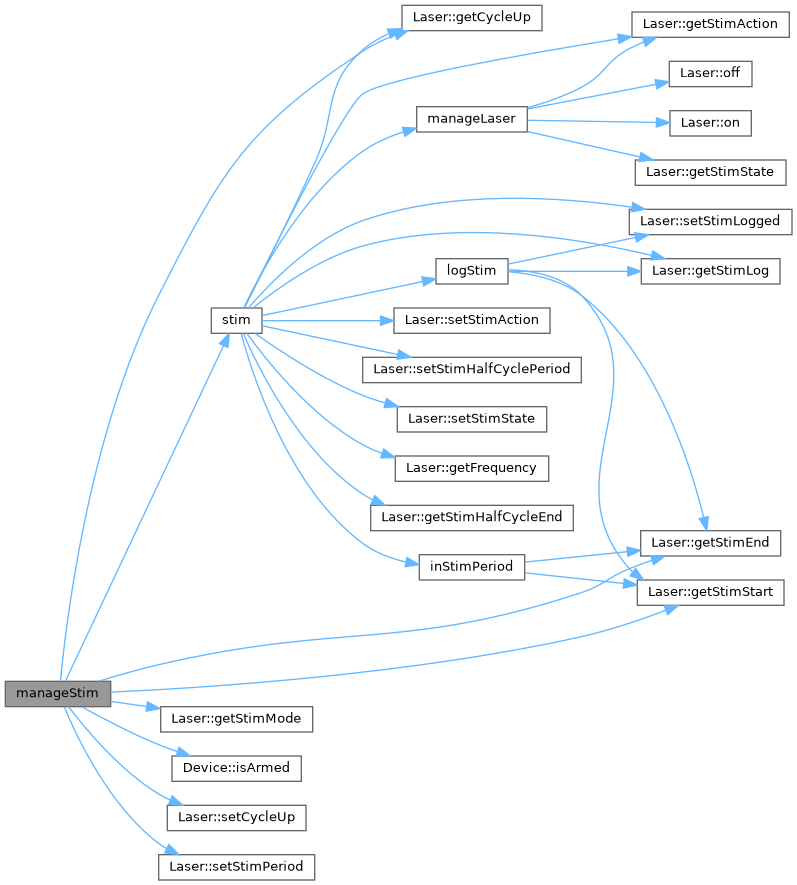 Laser::getCycleUp
Laser::getStimAction
Laser::off
manageLaser
Laser::on
Laser::getStimState
Laser::setStimLogged
logStim
Laser::getStimLog
stim
Laser::setStimAction
Laser::setStimHalfCyclePeriod
Laser::setStimState
Laser::getFrequency
Laser::getStimHalfCycleEnd
Laser::getStimEnd
inStimPeriod
Laser::getStimStart
manageStim
Laser::getStimMode
Device::isArmed
Laser::setCycleUp
Laser::setStimPeriod